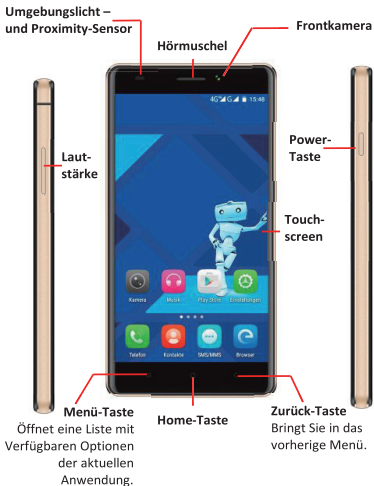 Umgebungslicht –
und Proximity-Sensor
Hörmuschel
Frontkamera
4G G 15:48
Laut-
stärke
Power-
Taste
Touch-
screen
Kamera
Musik
Play Store
Einstellungen
Telefon
Kontakte
SMS/MMS
Browser
Menü-Taste
Öffnet eine Liste mit
Verfügbaren Optionen
der aktuellen
Anwendung.
Home-Taste
Zurück-Taste
Bringt Sie in das
vorherige Menü.